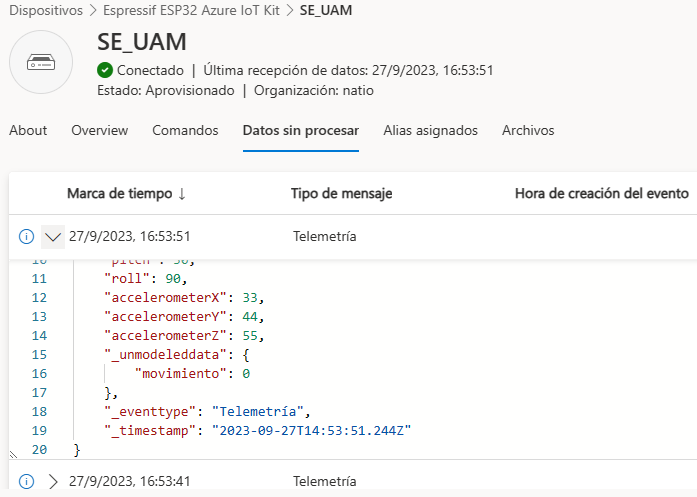 Dispositivos > Espressif ESP32 Azure IoT Kit > SE_UAM
SE_UAM
Conectado | Última recepción de datos: 27/9/2023, 16:53:51
Estado: Aprovisionado | Organización: natio
About Overview Comandos Datos sin procesar Alias asignados Archivos
Marca de tiempo ↓ Tipo de mensaje Hora de creación del evento
27/9/2023, 16:53:51 Telemetría
11 "roll": 90,
12 "accelerometerX": 33,
13 "accelerometerY": 44,
14 "accelerometerZ": 55,
15 "_unmodeleddata": {
16 "movimiento": 0
17 },
18 "_eventtype": "Telemetría",
19 "_timestamp": "2023-09-27T14:53:51.244Z"
20 }
27/9/2023, 16:53:41 Telemetría